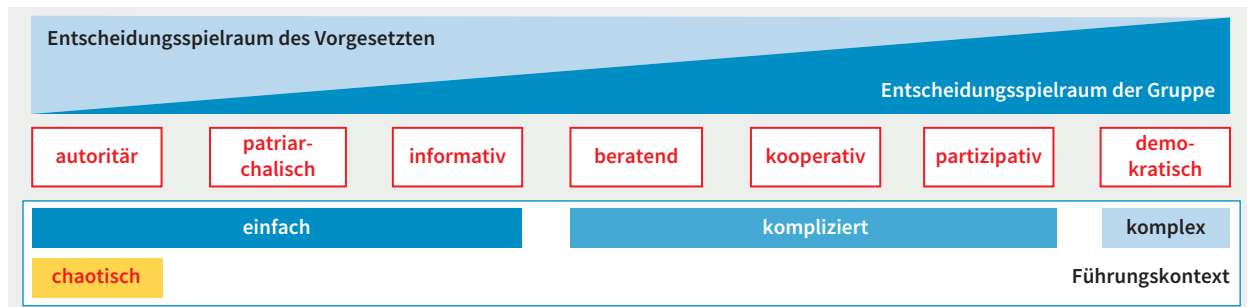 Entscheidungsspielraum des Vorgesetzten
Entscheidungsspielraum der Gruppe
autoritär
patriar-
chalisch
informativ
beratend
kooperativ
partizipativ
demo-
kratisch
einfach
kompliziert
komplex
chaotisch
Führungskontext